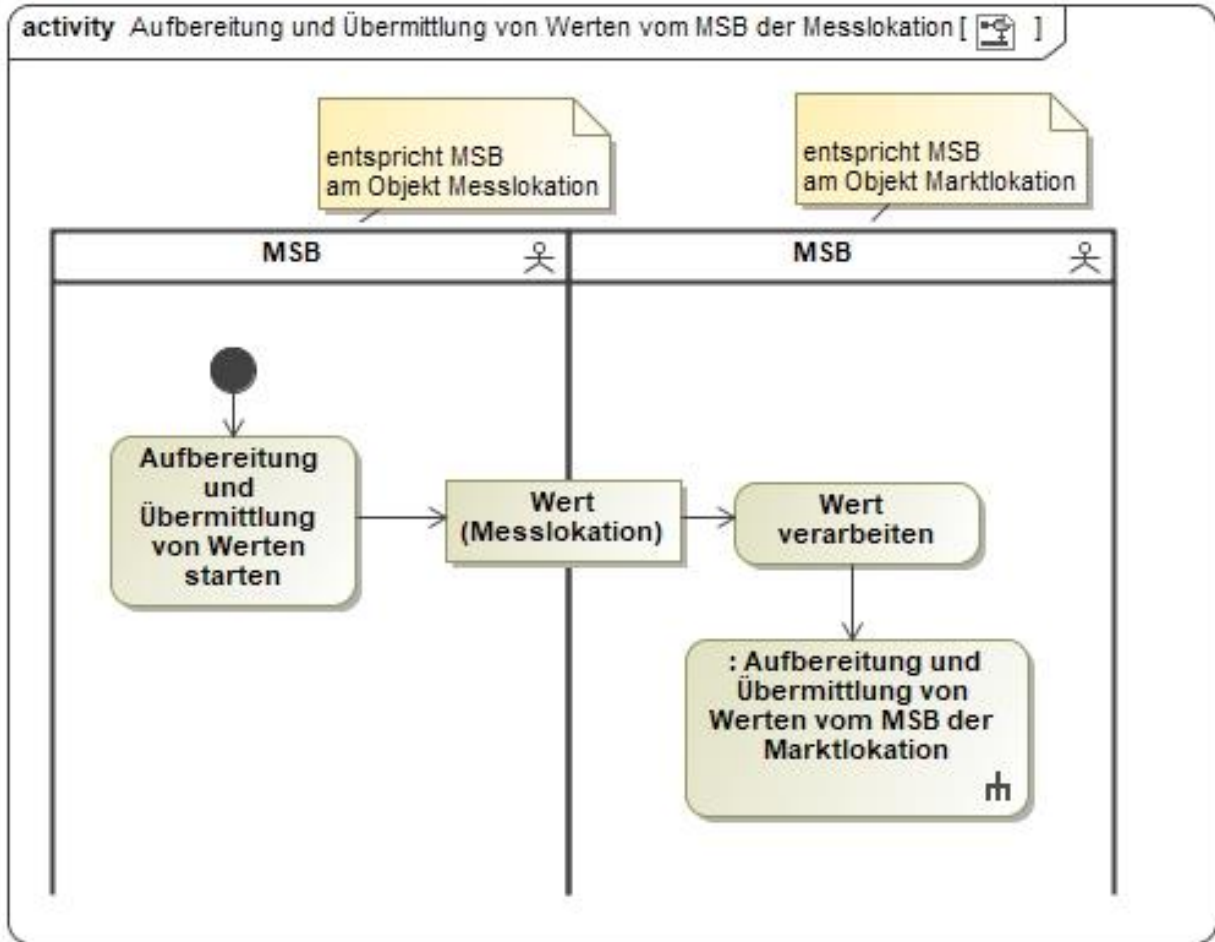 activity Aufbereitung und Übermittlung von Werten vom MSB der Messlokation [ ]
entspricht MSB
am Objekt Messlokation
entspricht MSB
am Objekt Marktlokation
MSB
MSB
Aufbereitung
und
Übermittlung
von Werten
starten
Wert
(Messlokation)
Wert
verarbeiten
: Aufbereitung und
Übermittlung von
Werten vom MSB der
Marktlokation